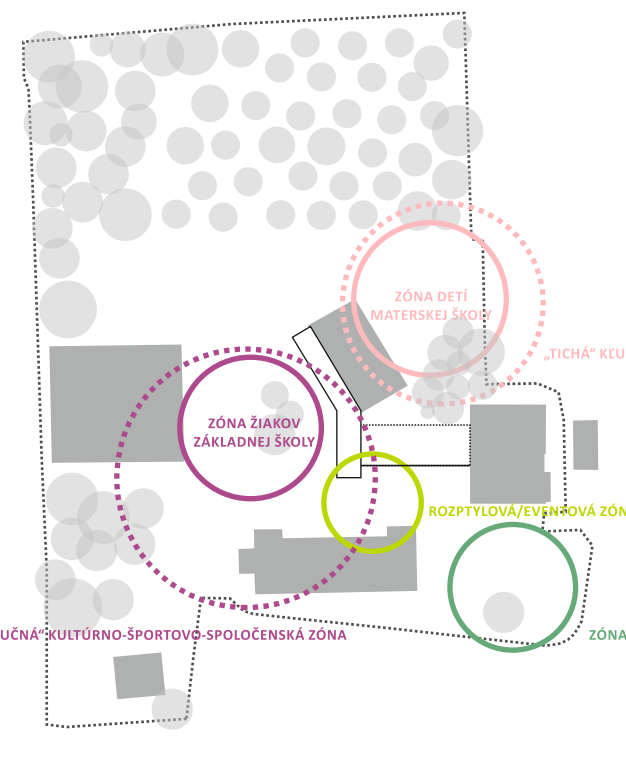 ZÓNA DETÍ
MATERSKEJ ŠKOLY
„TICHÁ“ KĽU
ZÓNA ŽIAKOV
ZÁKLADNEJ ŠKOLY
ROZPTYLOVÁ/EVENTOVÁ ZÓN
UČNÁ“ KULTÚRNO-ŠPORTOVO-SPOLOČENSKÁ ZÓNA
ZÓNA